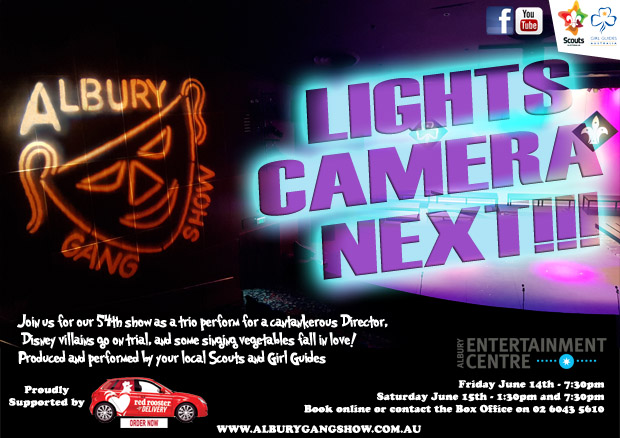 f You
Tube
Scouts
AUSTRALIA
GIRL GUIDES
AUSTRALIA
ALBURY
GANG SHOW
LIGHTS
CAMERA
NEXT!!!
Join us for our 54th show as a trio perform for a cantankerous Director,
Disney villains go on trial, and some singing vegetables fall in love!
Produced and performed by your local Scouts and Girl Guides
ALBURY
ENTERTAINMENT
CENTRE
Proudly
Supported by
red rooster
DELIVERY
ORDER NOW
Friday June 14th - 7:30pm
Saturday June 15th - 1:30pm and 7:30pm
Book online or contact the Box Office on 02 6043 5610
WWW.ALBURYGANGSHOW.COM.AU